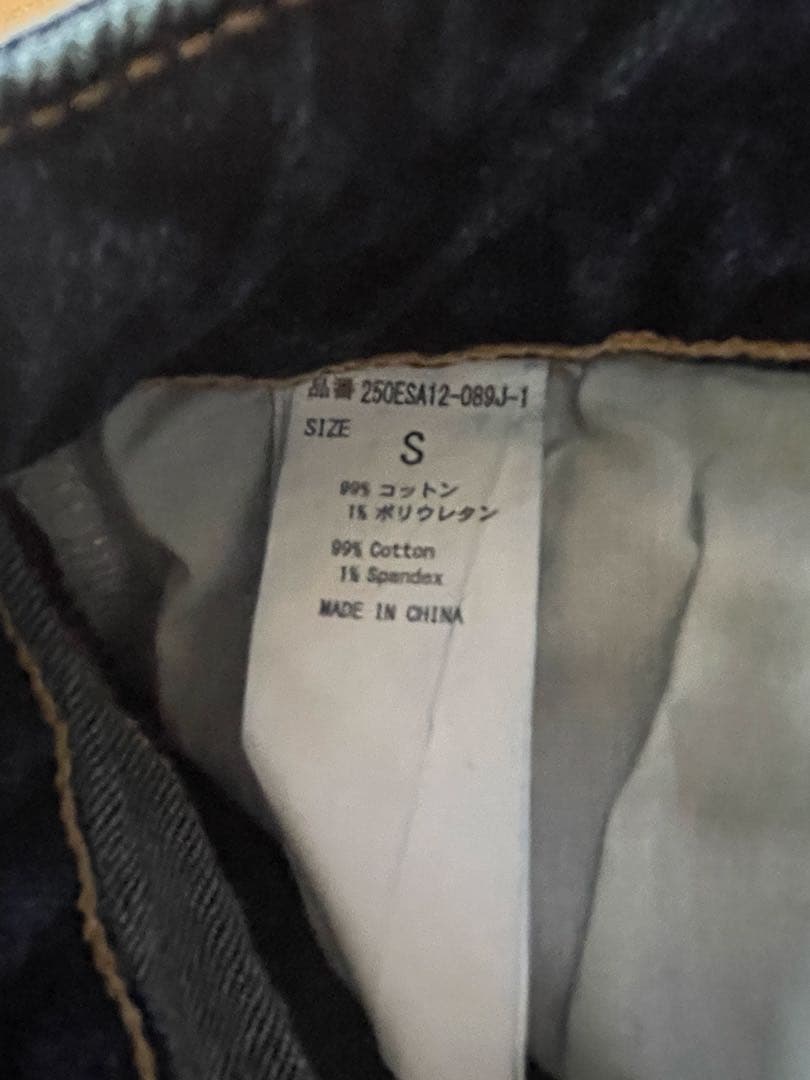 品番 250ESA12-089J-1
SIZE
S
99% コットン
1% ポリウレタン
99% Cotton
1% Spandex
MADE IN CHINA